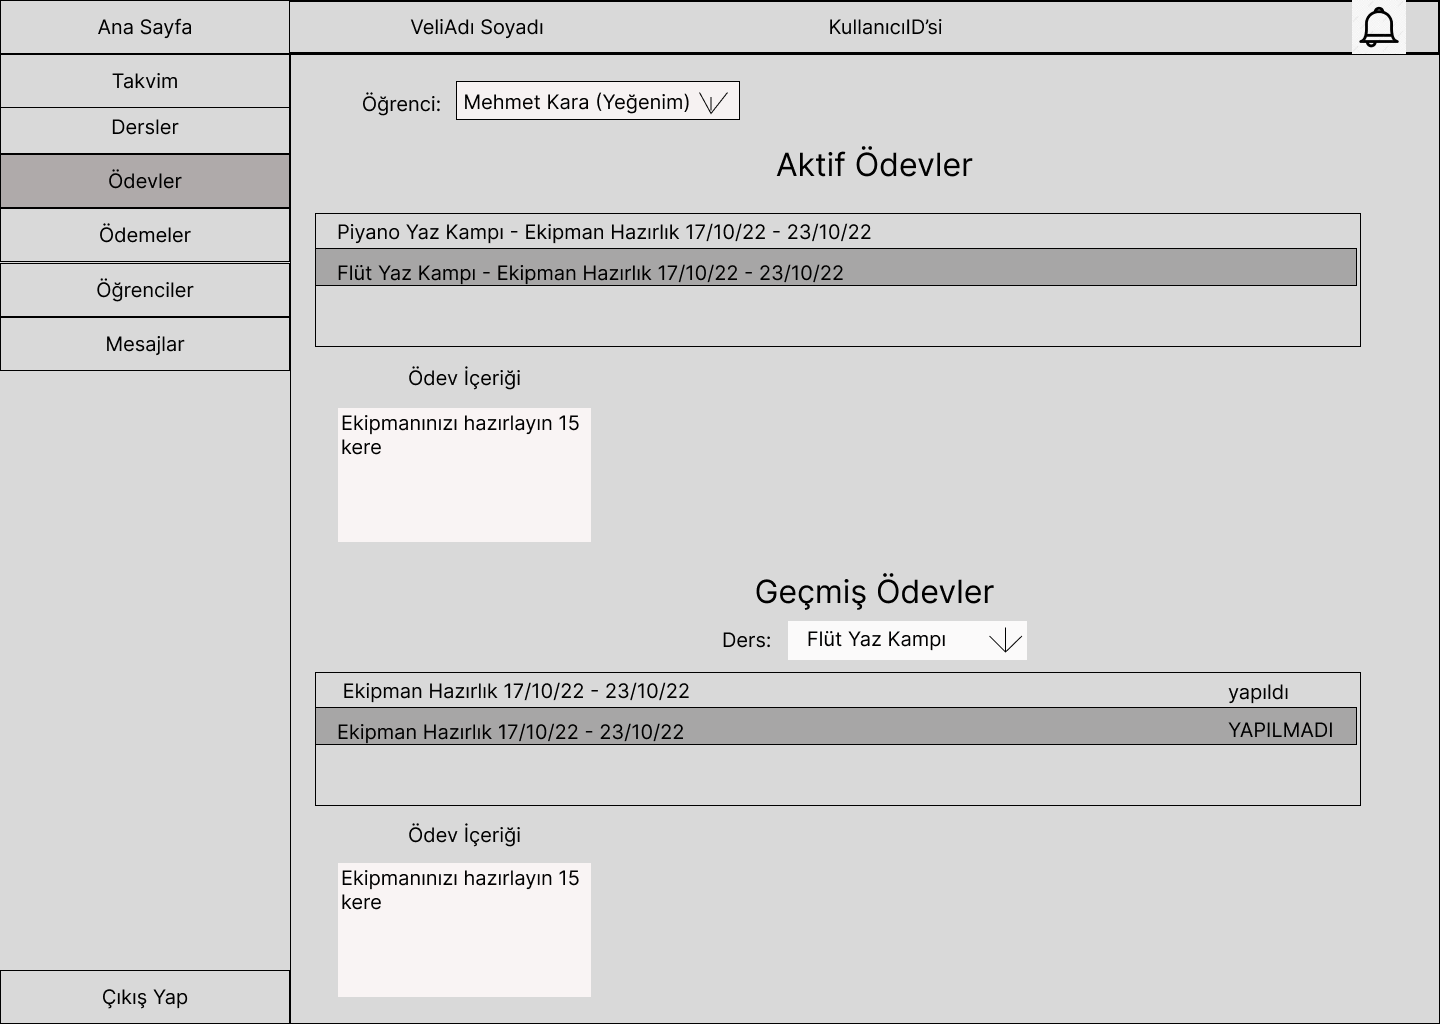 Ana Sayfa
VeliAdı Soyadı
KullanıcıID’si
Takvim
Dersler
Ödevler
Ödemeler
Öğrenciler
Mesajlar
Çıkış Yap
Öğrenci:
Mehmet Kara (Yeğenim)
Aktif Ödevler
Piyano Yaz Kampı - Ekipman Hazırlık 17/10/22 - 23/10/22
Flüt Yaz Kampı - Ekipman Hazırlık 17/10/22 - 23/10/22
Ödev İçeriği
Ekipmanınızı hazırlayın 15
kere
Geçmiş Ödevler
Ders:
Flüt Yaz Kampı
Ekipman Hazırlık 17/10/22 - 23/10/22
yapıldı
Ekipman Hazırlık 17/10/22 - 23/10/22
YAPILMADI
Ödev İçeriği
Ekipmanınızı hazırlayın 15
kere